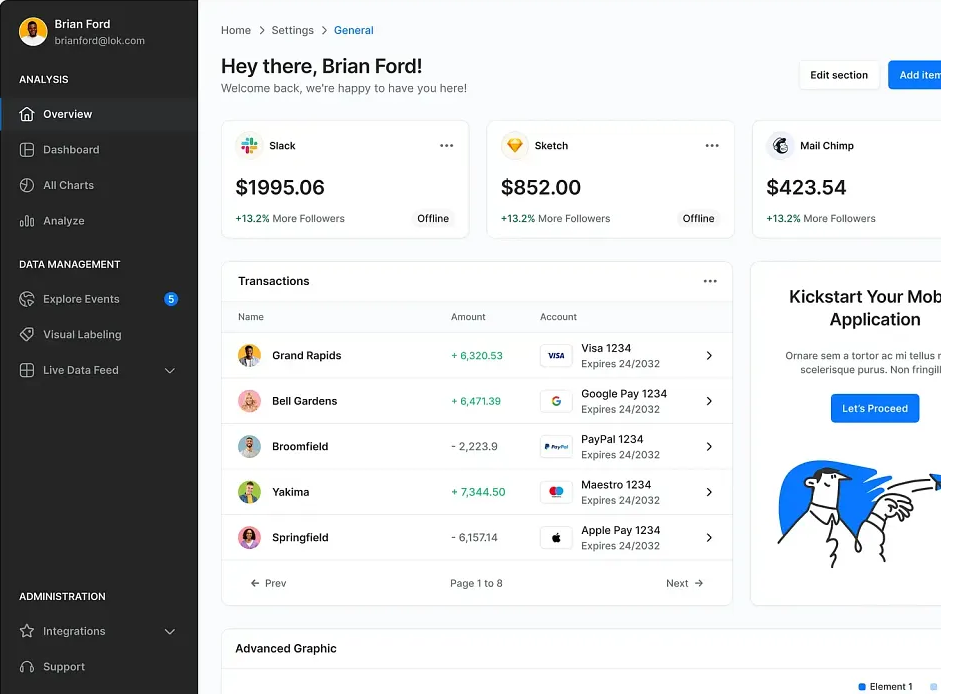 Brian Ford
brianford@lok.com
ANALYSIS
Overview
Dashboard
All Charts
Analyze
DATA MANAGEMENT
Explore Events 5
Visual Labeling
Live Data Feed
ADMINISTRATION
Integrations
Support
Home > Settings > General
Hey there, Brian Ford!
Welcome back, we're happy to have you here!
Edit section
Add item
Slack
$1995.06
+13.2% More Followers Offline
Sketch
$852.00
+13.2% More Followers Offline
Mail Chimp
$423.54
+13.2% More Followers
Transactions
Name Amount Account
Grand Rapids + 6,320.53 VISA Visa 1234
Expires 24/2032
Bell Gardens + 6,471.39 G Google Pay 1234
Expires 24/2032
Broomfield - 2,223.9 PayPal PayPal 1234
Expires 24/2032
Yakima + 7,344.50 Maestro 1234
Expires 24/2032
Springfield - 6,157.14 Apple Pay 1234
Expires 24/2032
← Prev Page 1 to 8 Next →
Kickstart Your Mob
Application
Ornare sem a tortor ac mi tellus
scelerisque purus. Non fringill
Let's Proceed
Advanced Graphic
Element 1